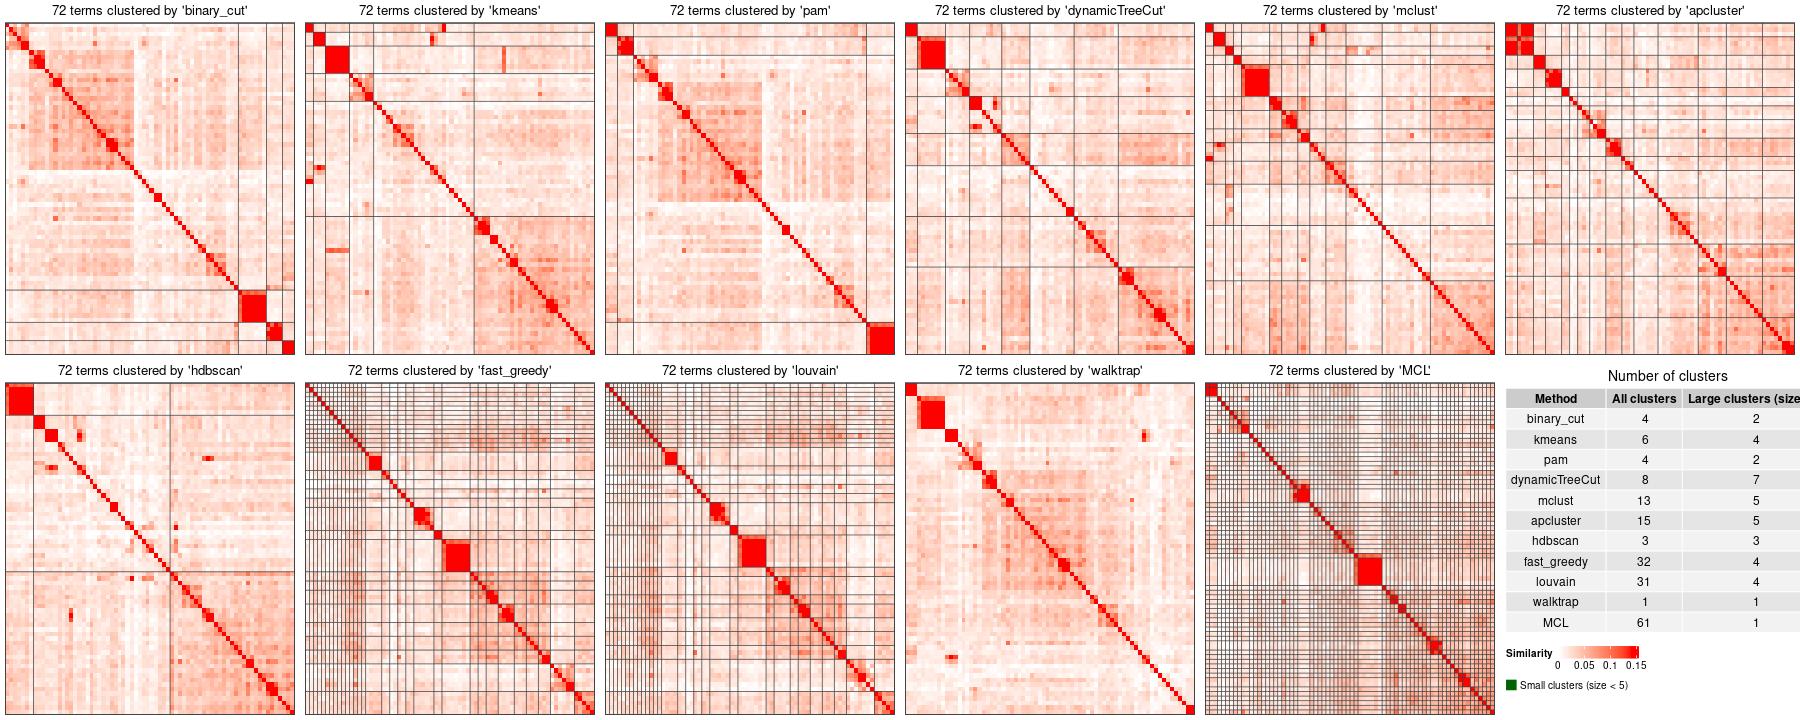 72 terms clustered by 'binary_cut'
72 terms clustered by 'kmeans'
72 terms clustered by 'pam'
72 terms clustered by 'dynamicTreeCut'
72 terms clustered by 'mclust'
72 terms clustered by 'apcluster'
72 terms clustered by 'hdbscan'
72 terms clustered by 'fast_greedy'
72 terms clustered by 'louvain'
72 terms clustered by 'walktrap'
72 terms clustered by 'MCL'
Number of clusters
Method All clusters Large clusters (size
binary_cut 4 2
kmeans 6 4
pam 4 2
dynamicTreeCut 8 7
mclust 13 5
apcluster 15 5
hdbscan 3 3
fast_greedy 32 4
louvain 31 4
walktrap 1 1
MCL 61 1
Similarity
0 0.05 0.1 0.15
Small clusters (size < 5)